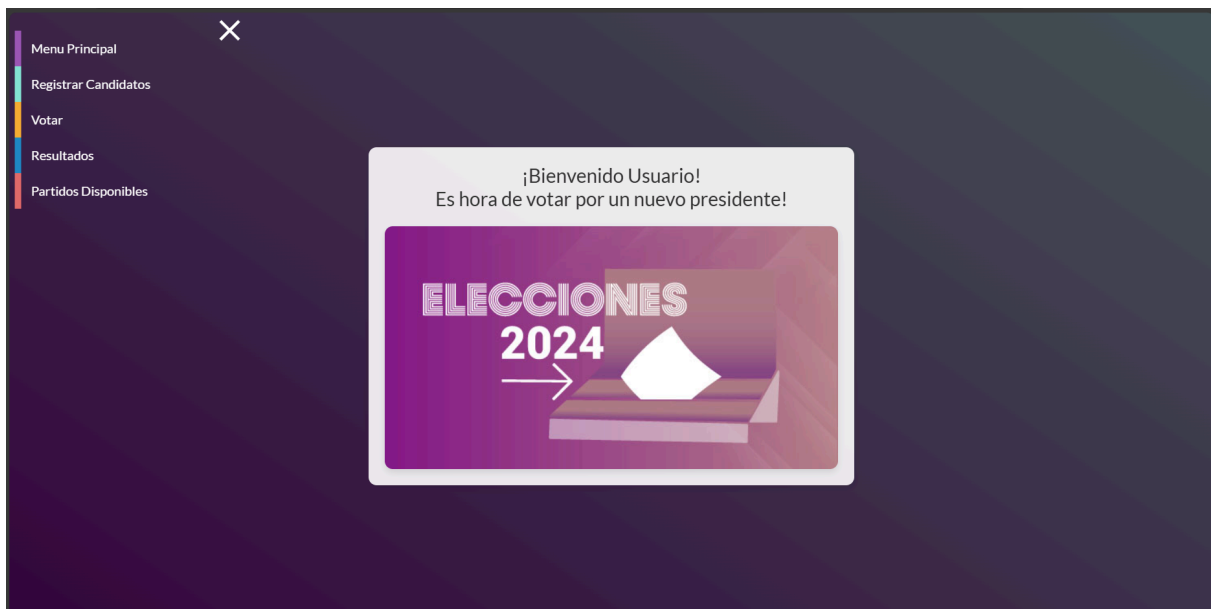 Menu Principal
Registrar Candidatos
Votar
Resultados
Partidos Disponibles
¡Bienvenido Usuario!
Es hora de votar por un nuevo presidente!
ELECCIONES
2024